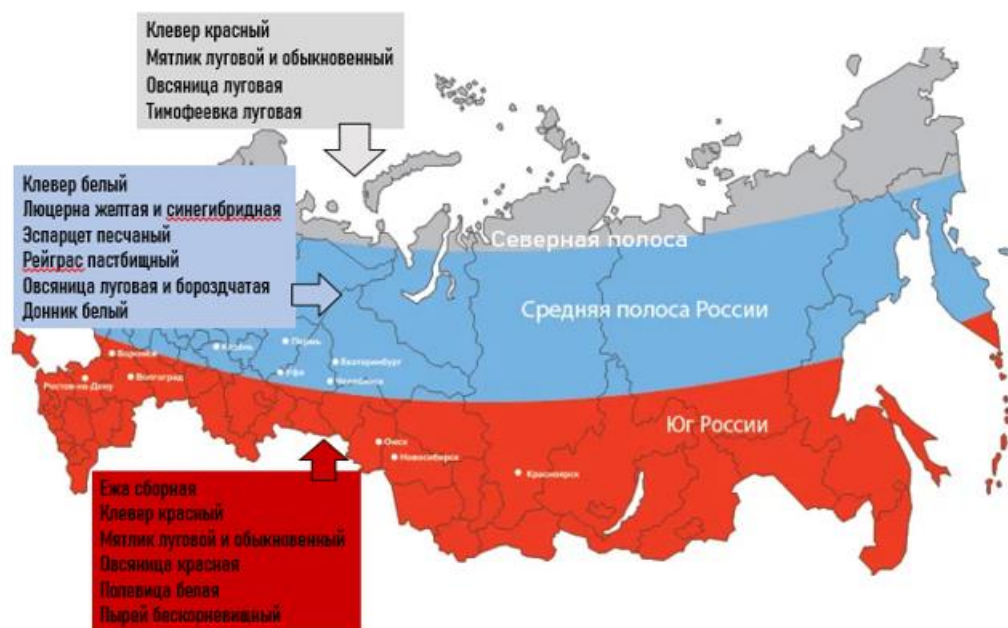 Клевер красный
Мятлик луговой и обыкновенный
Овсяница луговая
Тимофеевка луговая
Клевер белый
Люцерна желтая и синегибридная
Эспарцет песчаный
Рейграс пастбищный
Овсяница луговая и бороздчатая
Донник белый
Северная полоса
Средняя полоса России
Юг России
Воронеж
Казань
Пермь
Екатеринбург
Уфа
Челябинск
Ростов-на-Дону
Волгоград
Омск
Новосибирск
Красноярск
Ежа сборная
Клевер красный
Мятлик луговой и обыкновенный
Овсяница красная
Полевица белая
Пырей бескорневищный